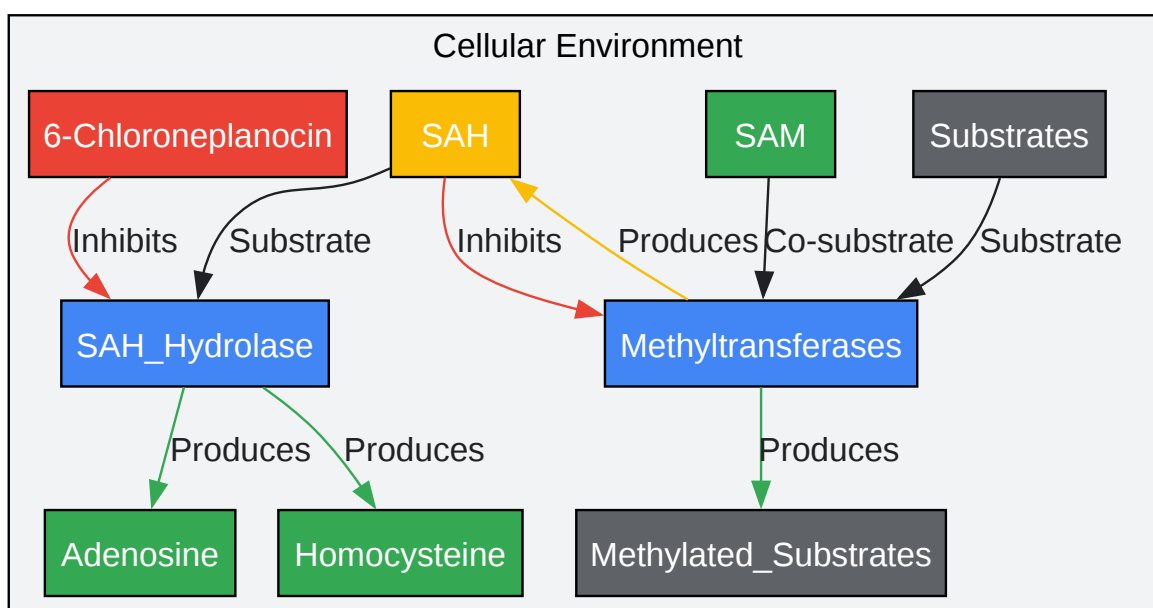 Cellular Environment
6-Chloroneplanocin
SAH
SAM
Substrates
Inhibits
Substrate
Inhibits
Produces
Co-substrate
Substrate
SAH_Hydrolase
Methyltransferases
Produces
Produces
Produces
Adenosine
Homocysteine
Methylated_Substrates